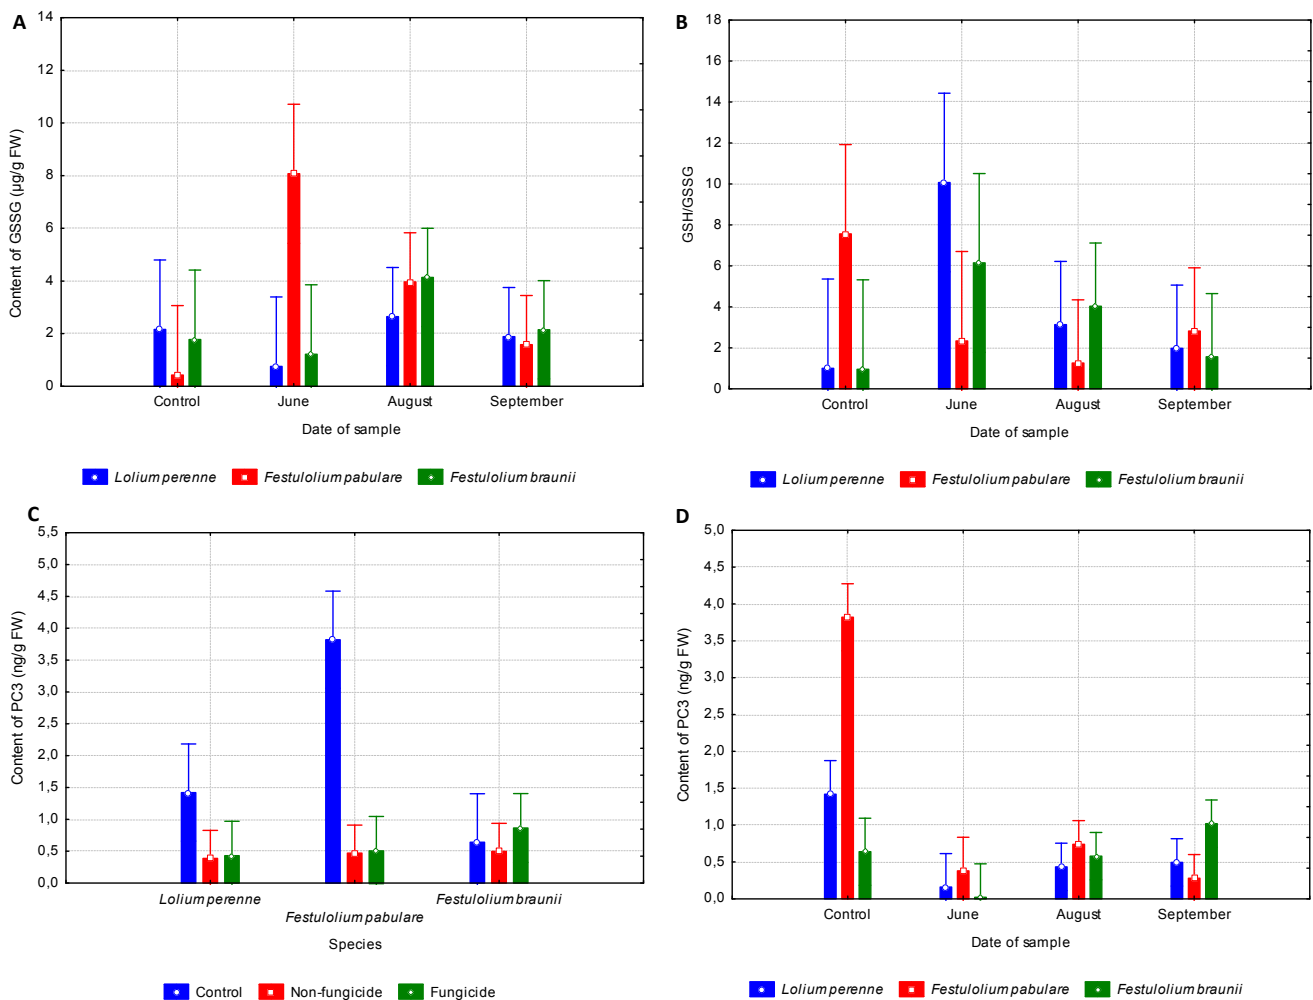 A
14
12
10
8
6
4
2
0
Content of GSSG (µg/g FW)
Control June August September
Date of sample
Lolium perenne Festulolium pabulare Festulolium braunii
B
18
16
14
12
10
8
6
4
2
0
GSH/GSSG
Control June August September
Date of sample
Lolium perenne Festulolium pabulare Festulolium braunii
C
5,5
5,0
4,5
4,0
3,5
3,0
2,5
2,0
1,5
1,0
0,5
0,0
Content of PC3 (ng/g FW)
Lolium perenne Festulolium pabulare Festulolium braunii
Species
Control Non-fungicide Fungicide
D
5,0
4,5
4,0
3,5
3,0
2,5
2,0
1,5
1,0
0,5
0,0
Content of PC3 (ng/g FW)
Control June August September
Date of sample
Lolium perenne Festulolium pabulare Festulolium braunii